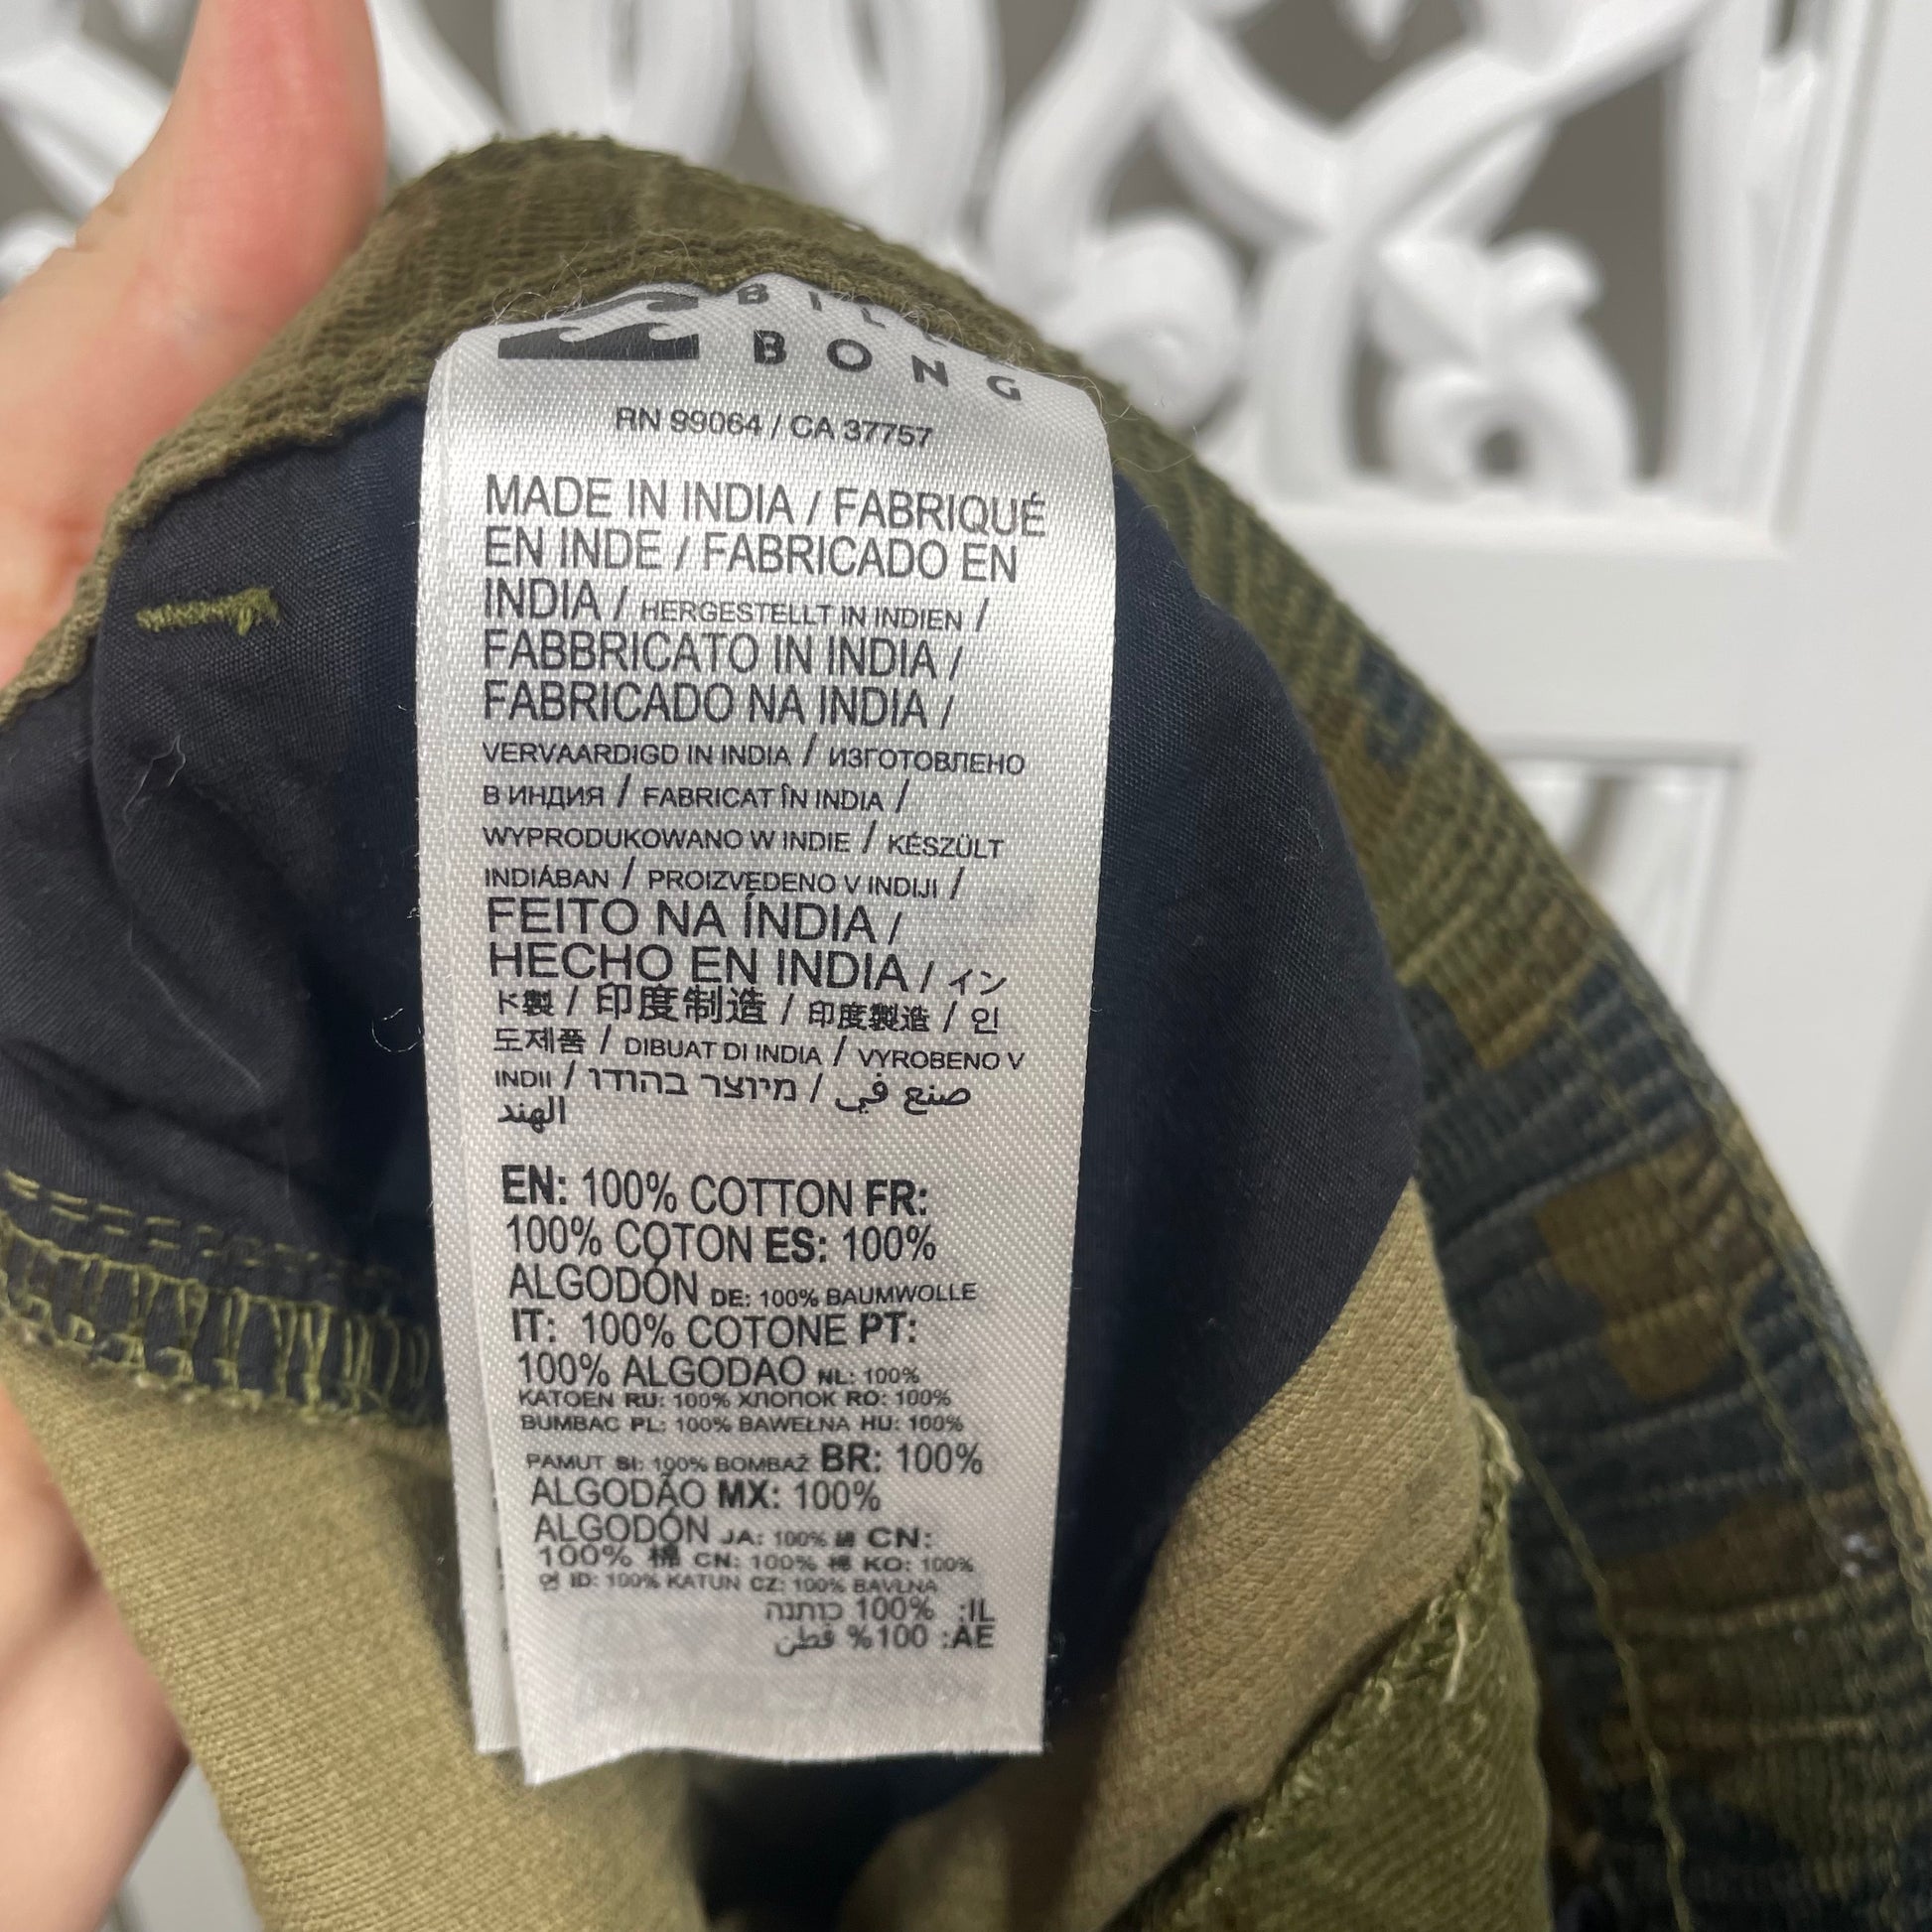 BONG
RN 99064 / CA 37757
MADE IN INDIA / FABRIQUÉ
EN INDE / FABRICADO EN
INDIA / HERGESTELLT IN INDIEN /
FABBRICATO IN INDIA /
FABRICADO NA INDIA /
VERVAARDIGD IN INDIA / ИЗГОТОВЛЕНО
В ИНДИЯ / FABRICAT ÎN INDIA /
WYPRODUKOWANO W INDIE / KÉSZÜLT
INDIÁBAN / PROIZVEDENO V INDIJI /
FEITO NA ÍNDIA /
HECHO EN INDIA / イン
ド製 / 印度制造 / 印度製造 / 인
도제품 / DIBUAT DI INDIA / VYROBENO V
INDII / מיוצר בהודו / صنع في
الهند
EN: 100% COTTON FR:
100% COTON ES: 100%
ALGODÓN DE: 100% BAUMWOLLE
IT: 100% COTONE PT:
100% ALGODAO NL: 100%
KATOEN RU: 100% ХЛОПОК RO: 100%
BUMBAC PL: 100% BAWEŁNA HU: 100%
PAMUT SI: 100% BOMBAŽ BR: 100%
ALGODÃO MX: 100%
ALGODÓN JA: 100% 綿 CN:
100% 棉 CN: 100% 棉 KO: 100%
면 ID: 100% KATUN CZ: 100% BAVLNA
IL: 100% כותנה
AE: 100% قطن